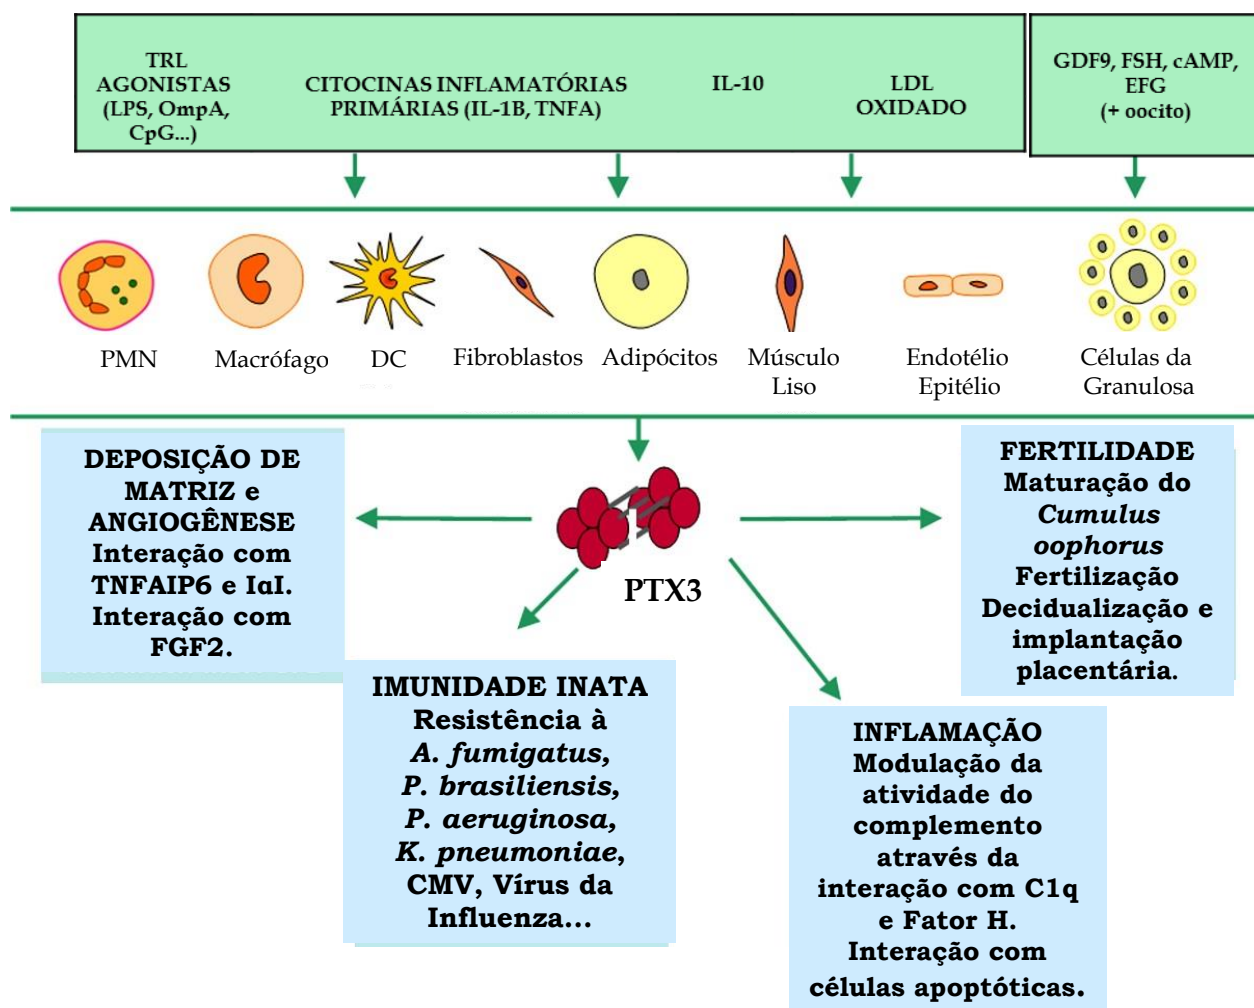 TRL
AGONISTAS
(LPS, OmpA,
CpG...)
CITOCINAS INFLAMATÓRIAS
PRIMÁRIAS (IL-1B, TNFA)
IL-10
LDL
OXIDADO
GDF9, FSH, cAMP,
EFG
(+ oocito)
PMN
Macrófago
DC
Fibroblastos
Adipócitos
Músculo
Liso
Endotélio
Epitélio
Células da
Granulosa
DEPOSIÇÃO DE
MATRIZ e
ANGIOGÊNESE
Interação com
TNFAIP6 e IαI.
Interação com
FGF2.
PTX3
FERTILIDADE
Maturação do
Cumulus
oophorus
Fertilização
Decidualização e
implantação
placentária.
IMUNIDADE INATA
Resistência à
A. fumigatus,
P. brasiliensis,
P. aeruginosa,
K. pneumoniae,
CMV, Vírus da
Influenza...
INFLAMAÇÃO
Modulação da
atividade do
complemento
através da
interação com C1q
e Fator H.
Interação com
células apoptóticas.